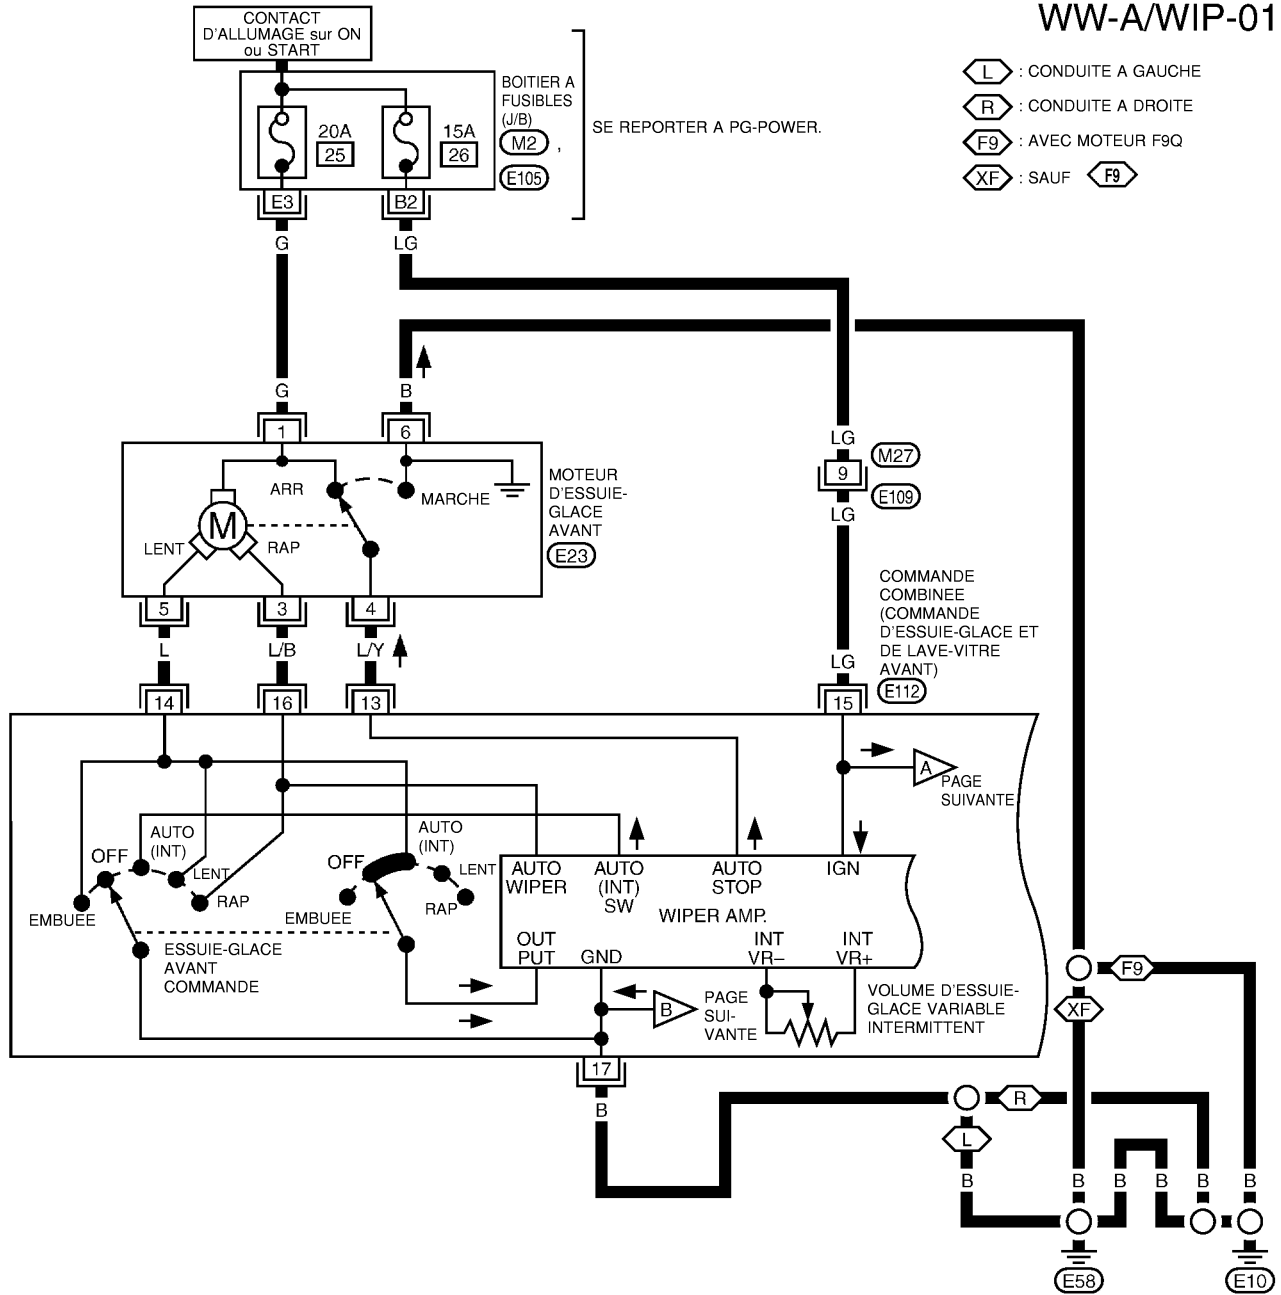 WW-A/WIP-01
CONTACT
D'ALLUMAGE sur ON
ou START
L : CONDUITE A GAUCHE
R : CONDUITE A DROITE
F9 : AVEC MOTEUR F9Q
XF : SAUF F9
BOITIER A
FUSIBLES
(J/B)
M2 ,
E105
20A
25
15A
26
SE REPORTER A PG-POWER.
E3
B2
G
LG
G
B
1
6
LG
9
M27
E109
LG
ARR
MARCHE
M
LENT
RAP
MOTEUR
D'ESSUIE-
GLACE
AVANT
E23
5
3
4
L
L/B
L/Y
LG
COMMANDE
COMBINEE
(COMMANDE
D'ESSUIE-GLACE ET
DE LAVE-VITRE
AVANT)
E112
14
16
13
15
A
PAGE
SUIVANTE
OFF
AUTO
(INT)
LENT
RAP
EMBUEE
OFF
AUTO
(INT)
LENT
RAP
EMBUEE
ESSUIE-GLACE
AVANT
COMMANDE
AUTO
WIPER
AUTO
(INT)
SW
AUTO
STOP
IGN
WIPER AMP.
OUT
PUT
GND
INT
VR−
INT
VR+
B
PAGE
SUI-
VANTE
VOLUME D'ESSUIE-
GLACE VARIABLE
INTERMITTENT
F9
XF
17
B
R
L
B
B
B
B
B
B
E58
E10